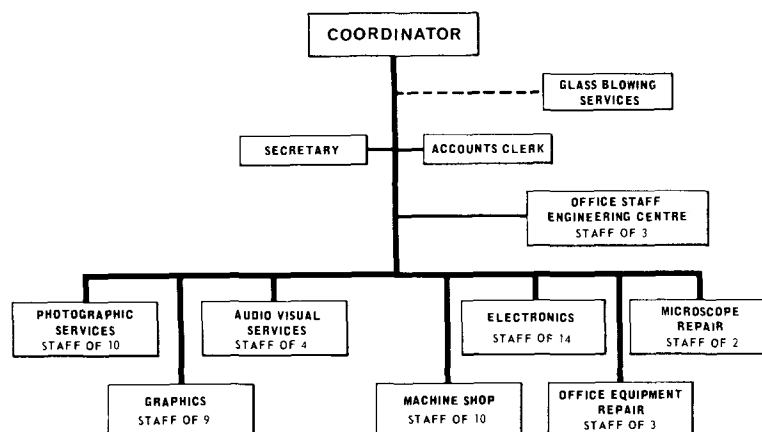 COORDINATOR
GLASS BLOWING
SERVICES
SECRETARY
ACCOUNTS CLERK
OFFICE STAFF
ENGINEERING CENTRE
STAFF OF 3
PHOTOGRAPHIC
SERVICES
STAFF OF 10
AUDIO VISUAL
SERVICES
STAFF OF 4
ELECTRONICS
STAFF OF 14
MICROSCOPE
REPAIR
STAFF OF 2
GRAPHICS
STAFF OF 9
MACHINE SHOP
STAFF OF 10
OFFICE EQUIPMENT
REPAIR
STAFF OF 3